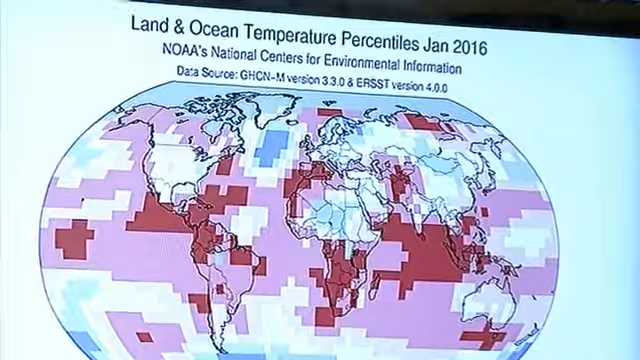 Land & Ocean Temperature Percentiles Jan 2016
NOAA's National Centers for Environmental Information
Data Source: GHCN–M version 3.3.0 & ERSST version 4.0.0